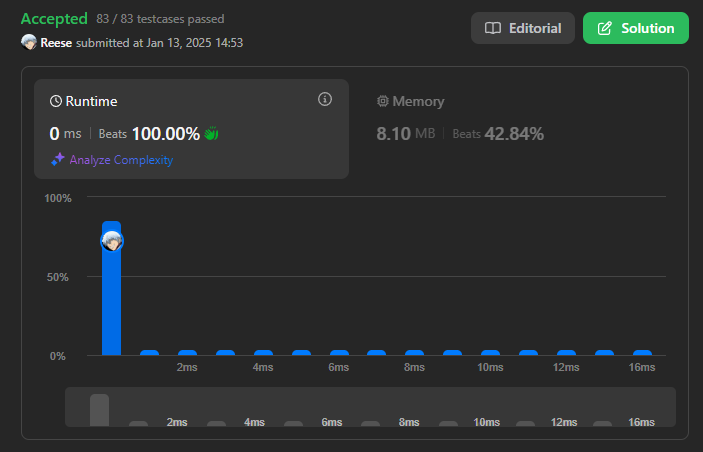 Accepted 83 / 83 testcases passed
Editorial
Solution
Reese submitted at Jan 13, 2025 14:53
Runtime
0 ms | Beats 100.00%
Analyze Complexity
Memory
8.10 MB | Beats 42.84%
100%
50%
0%
2ms 4ms 6ms 8ms 10ms 12ms 16ms
2ms 4ms 6ms 8ms 10ms 12ms 16ms